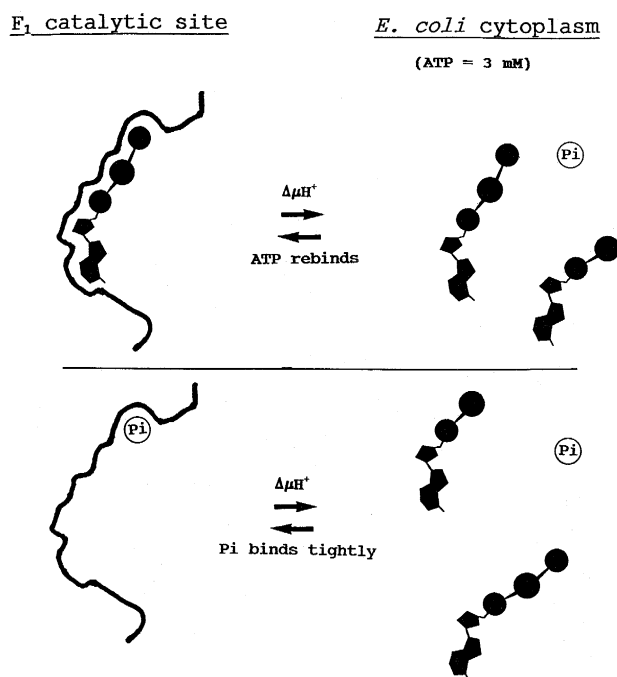 F₁ catalytic site
E. coli cytoplasm
(ATP = 3 mM)
Pi
ΔμH⁺
ATP rebinds
Pi
Pi
ΔμH⁺
Pi binds tightly